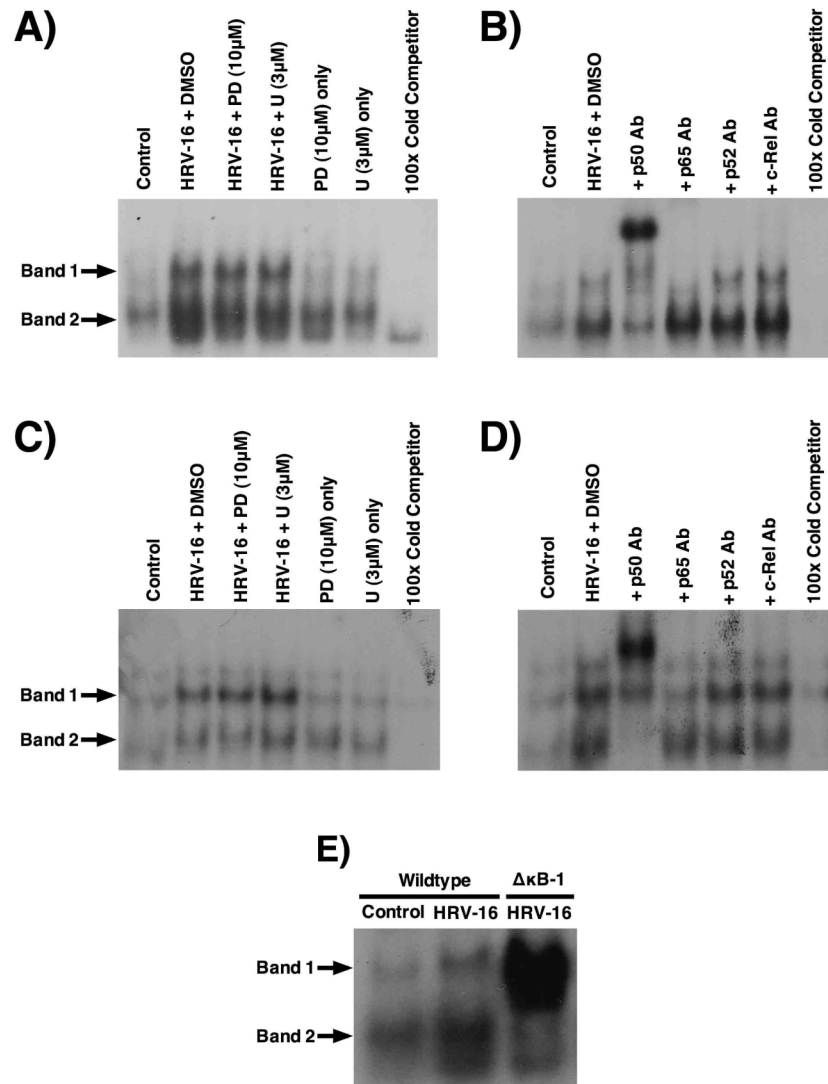 A)
Control
HRV-16 + DMSO
HRV-16 + PD (10µM)
HRV-16 + U (3µM)
PD (10µM) only
U (3µM) only
100x Cold Competitor
Band 1
Band 2
B)
Control
HRV-16 + DMSO
+ p50 Ab
+ p65 Ab
+ p52 Ab
+ c-Rel Ab
100x Cold Competitor
C)
Control
HRV-16 + DMSO
HRV-16 + PD (10µM)
HRV-16 + U (3µM)
PD (10µM) only
U (3µM) only
100x Cold Competitor
Band 1
Band 2
D)
Control
HRV-16 + DMSO
+ p50 Ab
+ p65 Ab
+ p52 Ab
+ c-Rel Ab
100x Cold Competitor
E)
Wildtype
ΔκB-1
Control
HRV-16
HRV-16
Band 1
Band 2